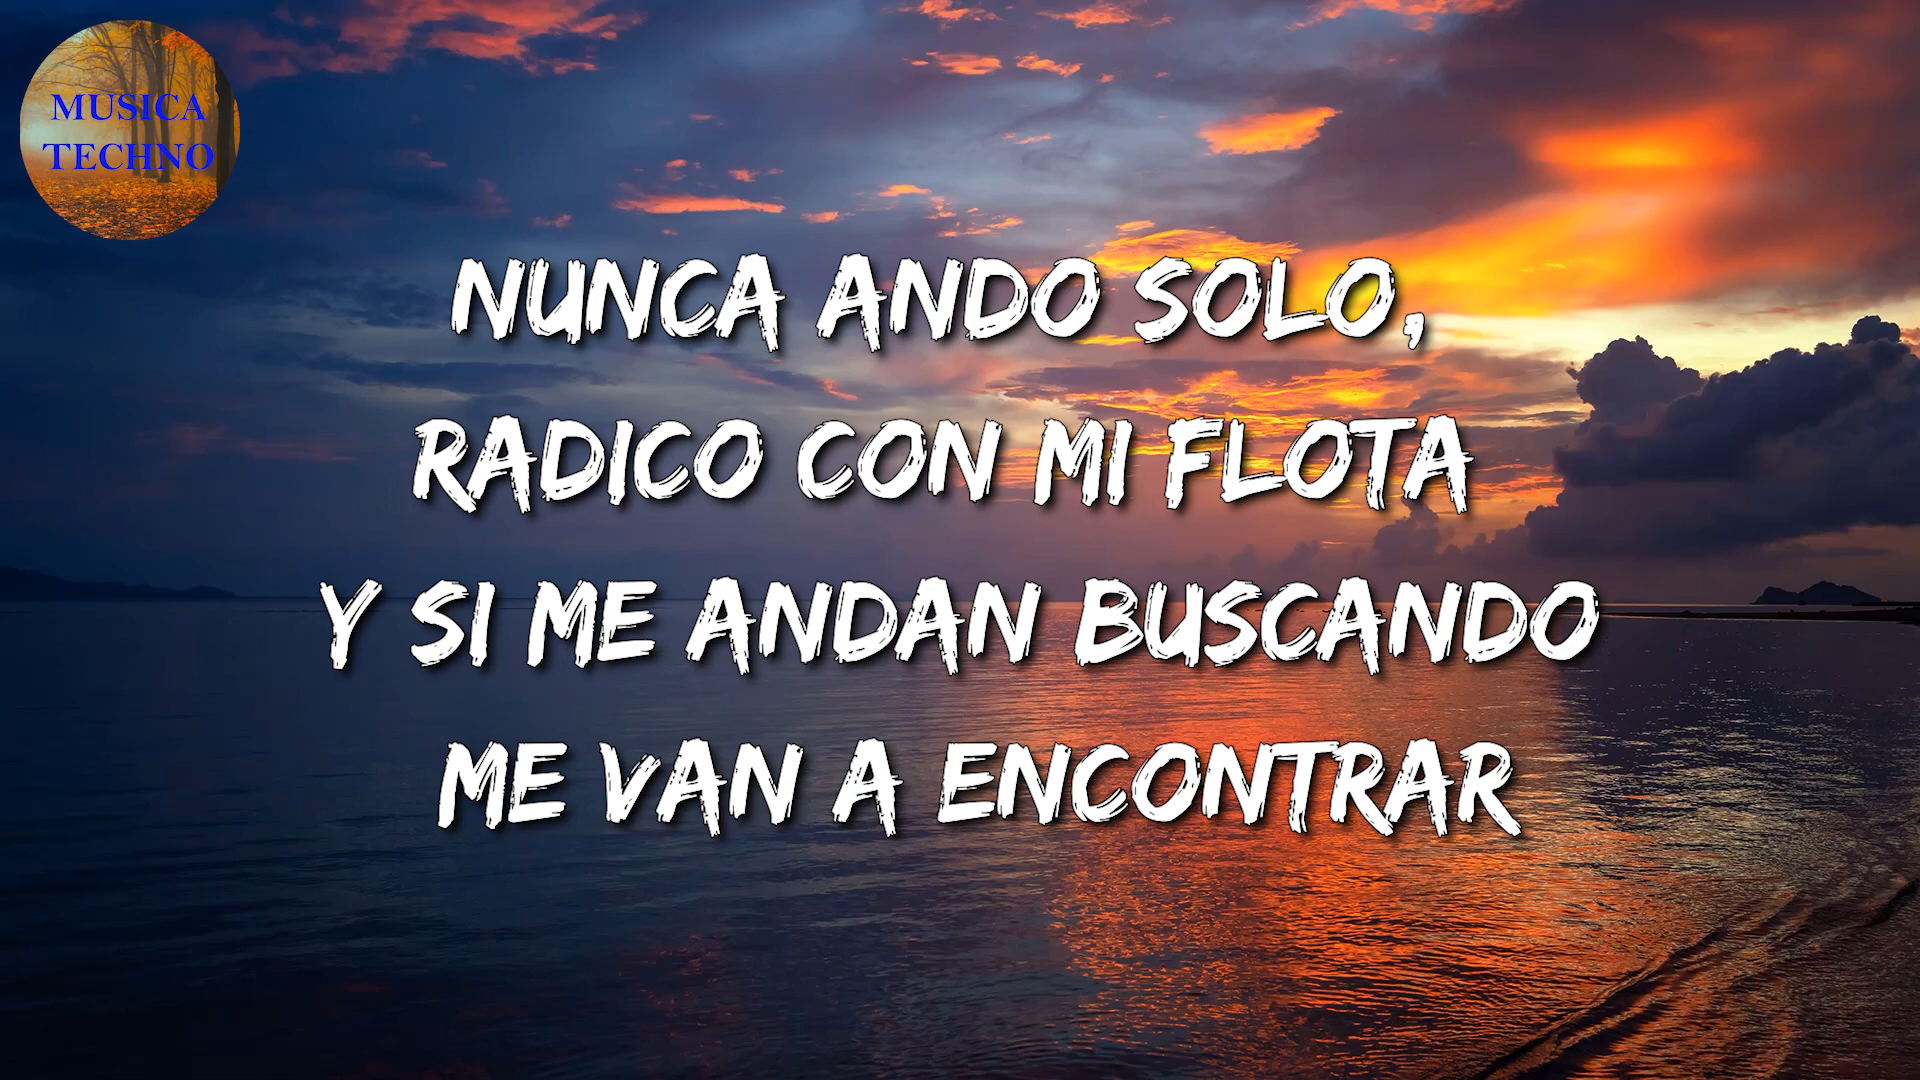 MUSICA
TECHNO
NUNCA ANDO SOLO,
RADICO CON MI FLOTA
Y SI ME ANDAN BUSCANDO
ME VAN A ENCONTRAR